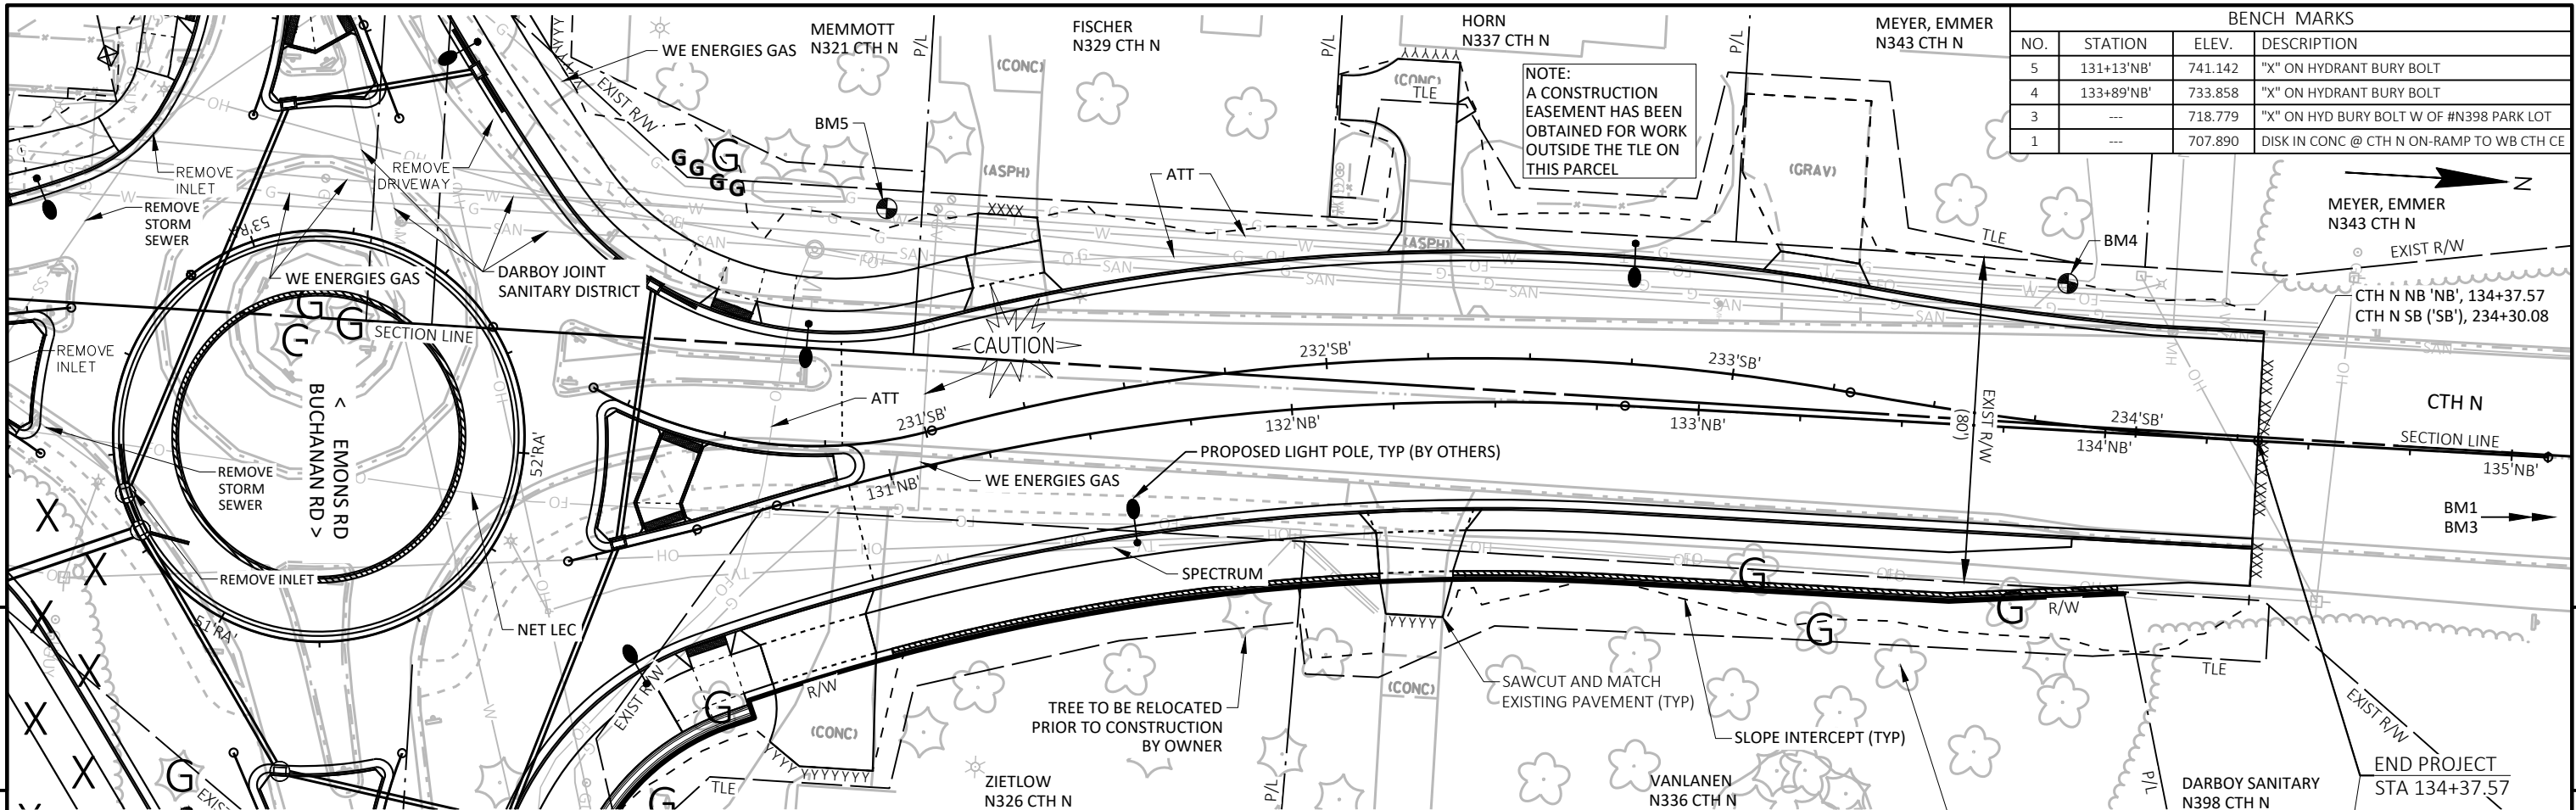 BENCH MARKS
NO. STATION ELEV. DESCRIPTION
5 131+13'NB' 741.142 "X" ON HYDRANT BURY BOLT
4 133+89'NB' 733.858 "X" ON HYDRANT BURY BOLT
3 --- 718.779 "X" ON HYD BURY BOLT W OF #N398 PARK LOT
1 --- 707.890 DISK IN CONC @ CTH N ON-RAMP TO WB CTH CE
WE ENERGIES GAS
MEMMOTT
N321 CTH N
P/L
FISCHER
N329 CTH N
HORN
N337 CTH N
P/L
P/L
MEYER, EMMER
N343 CTH N
NOTE:
A CONSTRUCTION
EASEMENT HAS BEEN
OBTAINED FOR WORK
OUTSIDE THE TLE ON
THIS PARCEL
(CONC)
(CONC)
TLE
EXIST R/W
BM5
(ASPH)
ATT
(GRAV)
N
MEYER, EMMER
N343 CTH N
REMOVE
INLET
REMOVE
DRIVEWAY
REMOVE
STORM
SEWER
G G G G G G
XXXX
(ASPH)
TLE
BM4
EXIST R/W
53'RA'
WE ENERGIES GAS
DARBOY JOINT
SANITARY DISTRICT
CTH N NB 'NB', 134+37.57
CTH N SB ('SB'), 234+30.08
SECTION LINE
REMOVE
INLET
G G G
CAUTION
232'SB'
233'SB'
EXIST R/W
(80')
< EMONS RD
BUCHANAN RD >
ATT
231'SB'
132'NB'
133'NB'
234'SB'
134'NB'
CTH N
SECTION LINE
135'NB'
52'RA'
REMOVE
STORM
SEWER
PROPOSED LIGHT POLE, TYP (BY OTHERS)
WE ENERGIES GAS
131'NB'
BM1
BM3
REMOVE INLET
SPECTRUM
G
G
G
R/W
51'RA'
NET LEC
YYYYY
EXIST R/W
R/W
G
(CONC)
(CONC)
TREE TO BE RELOCATED
PRIOR TO CONSTRUCTION
BY OWNER
SAWCUT AND MATCH
EXISTING PAVEMENT (TYP)
SLOPE INTERCEPT (TYP)
TLE
EXIST R/W
YYYYYYY
TLE
G
G
ZIETLOW
N326 CTH N
P/L
VANLANEN
N336 CTH N
P/L
DARBOY SANITARY
N398 CTH N
END PROJECT
STA 134+37.57